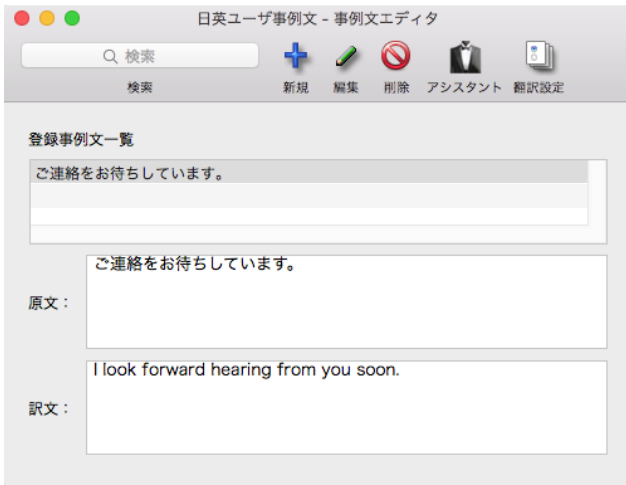 日英ユーザ事例文 - 事例文エディタ
検索
検索 新規 編集 削除 アシスタント 翻訳設定
登録事例文一覧
ご連絡をお待ちしています。
原文： ご連絡をお待ちしています。
訳文： I look forward hearing from you soon.